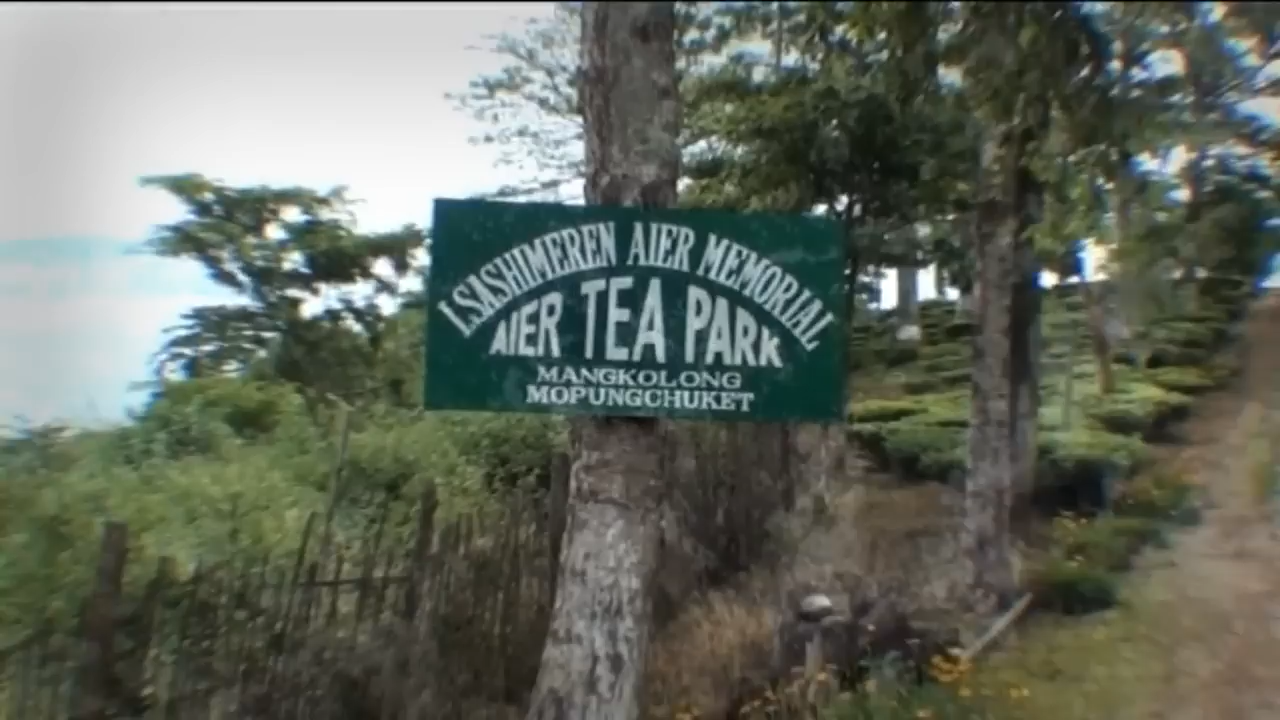 I. SASHIMEREN AIER MEMORIAL
AIER TEA PARK
MANGKOLONG
MOPUNGCHUKET